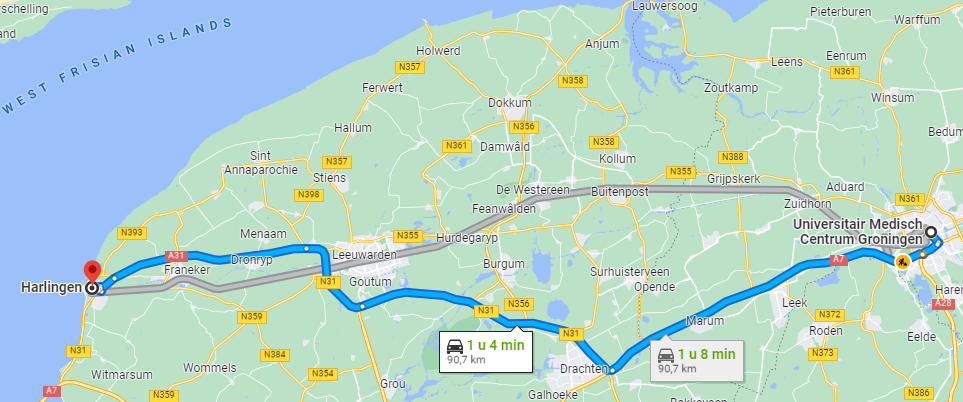 rschelling
and
WEST FRISIAN ISLANDS
Lauwersoog
Pieterburen
Warffum
Holwerd
Anjum
Leens
Eenrum
N361
N357
N358
Ferwert
Zoutkamp
Winsum
Dokkum
Hallum
N356
Bedum
N361
Damwâld
N358
Kollum
N388
Sint
Annaparochie
N357
N355
Grijpskerk
Stiens
De Westereen
Buitenpost
Aduard
N398
N361
Zuidhorn
Feanwâlden
Universitair Medisch
Centrum Groningen
N393
Menaam
N355
Hurdegaryp
A31
Dronryp
Leeuwarden
A7
Franeker
Burgum
Harlingen
Goutum
N31
Surhuisterveen
Opende
Haren
N356
Leek
A28
N31
N359
Marum
N372
Roden
N31
Eelde
1 u 4 min
90,7 km
N31
N384
1 u 8 min
90,7 km
N373
Wommels
Witmarsum
N354
Drachten
Grou
A7
N359
Galhoeke
N386